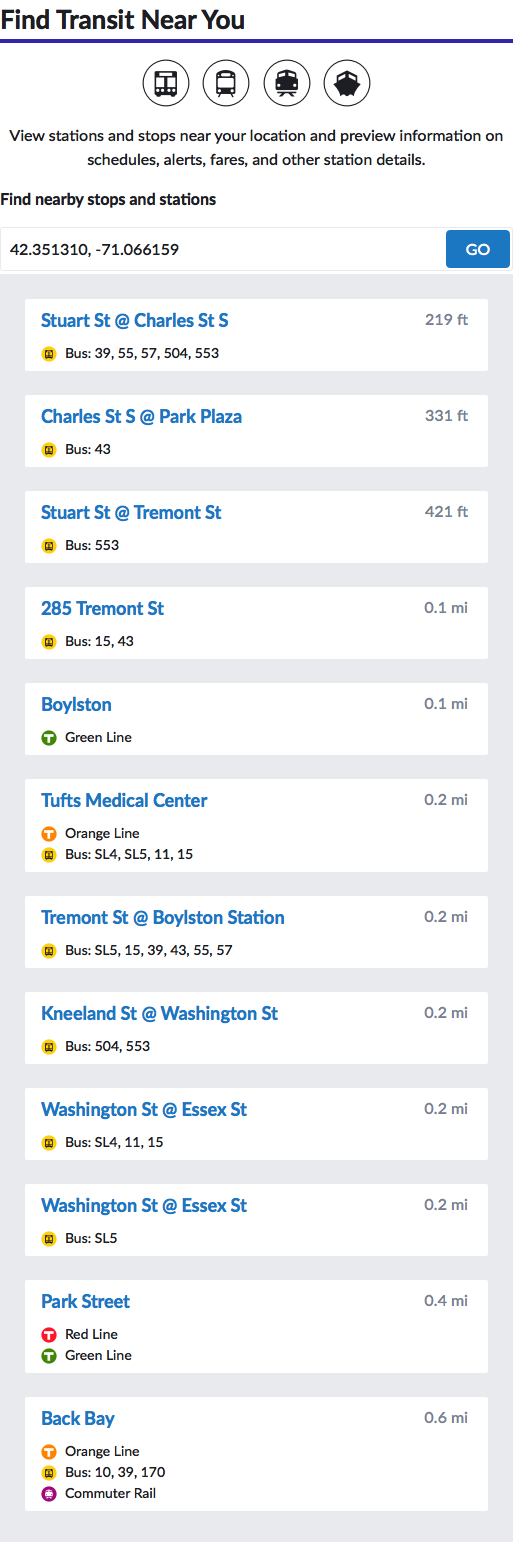 Find Transit Near You
View stations and stops near your location and preview information on
schedules, alerts, fares, and other station details.
Find nearby stops and stations
42.351310, -71.066159 GO
Stuart St @ Charles St S 219 ft
Bus: 39, 55, 57, 504, 553
Charles St S @ Park Plaza 331 ft
Bus: 43
Stuart St @ Tremont St 421 ft
Bus: 553
285 Tremont St 0.1 mi
Bus: 15, 43
Boylston 0.1 mi
T Green Line
Tufts Medical Center 0.2 mi
T Orange Line
Bus: SL4, SL5, 11, 15
Tremont St @ Boylston Station 0.2 mi
Bus: SL5, 15, 39, 43, 55, 57
Kneeland St @ Washington St 0.2 mi
Bus: 504, 553
Washington St @ Essex St 0.2 mi
Bus: SL4, 11, 15
Washington St @ Essex St 0.2 mi
Bus: SL5
Park Street 0.4 mi
T Red Line
T Green Line
Back Bay 0.6 mi
T Orange Line
Bus: 10, 39, 170
Commuter Rail